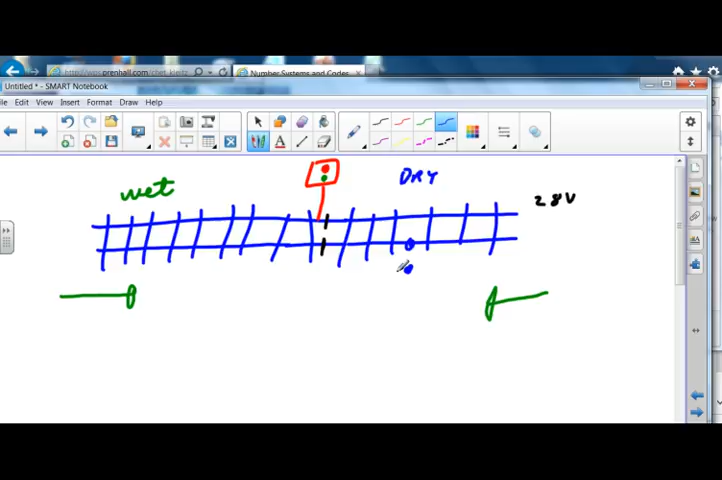 Number Systems and Codes
Untitled * - SMART Notebook
File Edit View Insert Format Draw Help
wet
DRY
28V